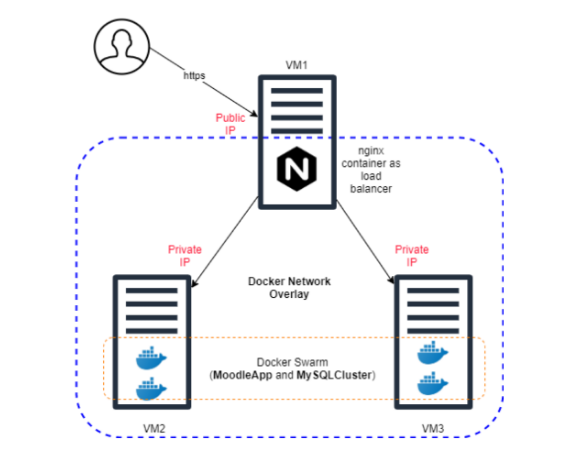 VM1
https
Public
IP
nginx
container as
load
balancer
N
Private
IP
Private
IP
Docker Network
Overlay
Docker Swarm
(MoodleApp and MySQLCluster)
VM2
VM3